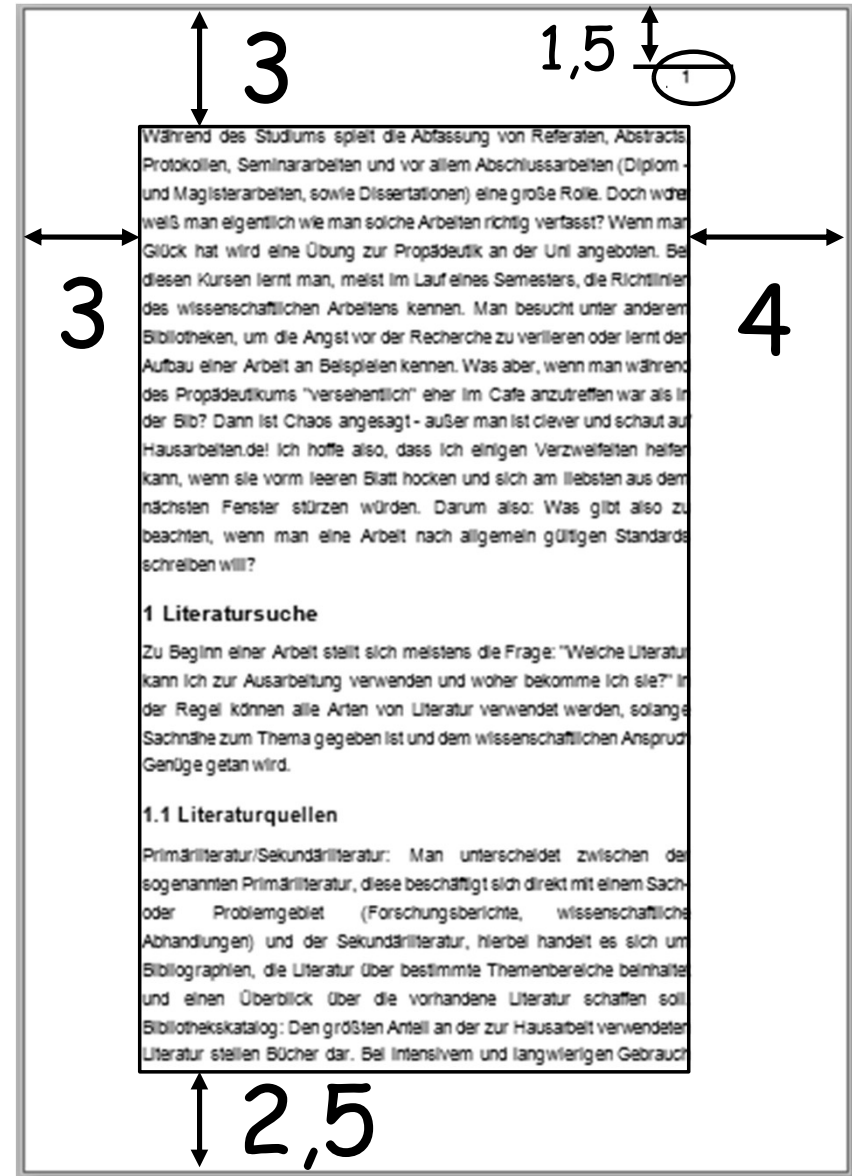 3
1,5
1
Während des Studiums spielt die Abfassung von Referaten, Abstracts,
Protokollen, Seminararbeiten und vor allem Abschlussarbeiten (Diplom -
und Magisterarbeiten, sowie Dissertationen) eine große Rolle. Doch woher
weiß man eigentlich wie man solche Arbeiten richtig verfasst? Wenn man
Glück hat wird eine Übung zur Propädeutik an der Uni angeboten. Bei
diesen Kursen lernt man, meist im Lauf eines Semesters, die Richtlinien
des wissenschaftlichen Arbeitens kennen. Man besucht unter anderem
Bibliotheken, um die Angst vor der Recherche zu verlieren oder lernt den
Aufbau einer Arbeit an Beispielen kennen. Was aber, wenn man während
des Propädeutikums "versehentlich" eher im Cafe anzutreffen war als in
der Bib? Dann ist Chaos angesagt - außer man ist clever und schaut auf
Hausarbeiten.de! Ich hoffe also, dass ich einigen Verzweifelten helfen
kann, wenn sie vorm leeren Blatt hocken und sich am liebsten aus dem
nächsten Fenster stürzen würden. Darum also: Was gibt also zu
beachten, wenn man eine Arbeit nach allgemein gültigen Standards
schreiben will?
3
4
1 Literatursuche
Zu Beginn einer Arbeit stellt sich meistens die Frage: "Welche Literatur
kann ich zur Ausarbeitung verwenden und woher bekomme ich sie?" In
der Regel können alle Arten von Literatur verwendet werden, solange
Sachnähe zum Thema gegeben ist und dem wissenschaftlichen Anspruch
Genüge getan wird.
1.1 Literaturquellen
Primärliteratur/Sekundärliteratur: Man unterscheidet zwischen der
sogenannten Primärliteratur, diese beschäftigt sich direkt mit einem Sach-
oder Problemgebiet (Forschungsberichte, wissenschaftliche
Abhandlungen) und der Sekundärliteratur, hierbei handelt es sich um
Bibliographien, die Literatur über bestimmte Themenbereiche beinhaltet
und einen Überblick über die vorhandene Literatur schaffen soll.
Bibliothekskatalog: Den größten Anteil an der zur Hausarbeit verwendeten
Literatur stellen Bücher dar. Bei intensivem und langwierigen Gebrauch
2,5